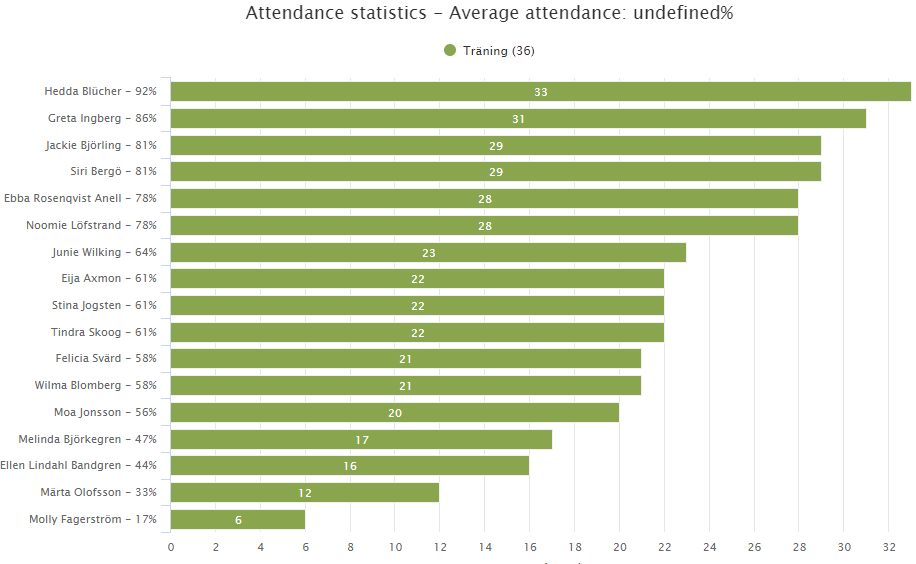 Attendance statistics - Average attendance: undefined%
Träning (36)
Hedda Blücher - 92% 33
Greta Ingberg - 86% 31
Jackie Björling - 81% 29
Siri Bergö - 81% 29
Ebba Rosenqvist Anell - 78% 28
Noomie Löfstrand - 78% 28
Junie Wilking - 64% 23
Eija Axmon - 61% 22
Stina Jogsten - 61% 22
Tindra Skoog - 61% 22
Felicia Svärd - 58% 21
Wilma Blomberg - 58% 21
Moa Jonsson - 56% 20
Melinda Björkegren - 47% 17
Ellen Lindahl Bandgren - 44% 16
Märta Olofsson - 33% 12
Molly Fagerström - 17% 6
0 2 4 6 8 10 12 14 16 18 20 22 24 26 28 30 32